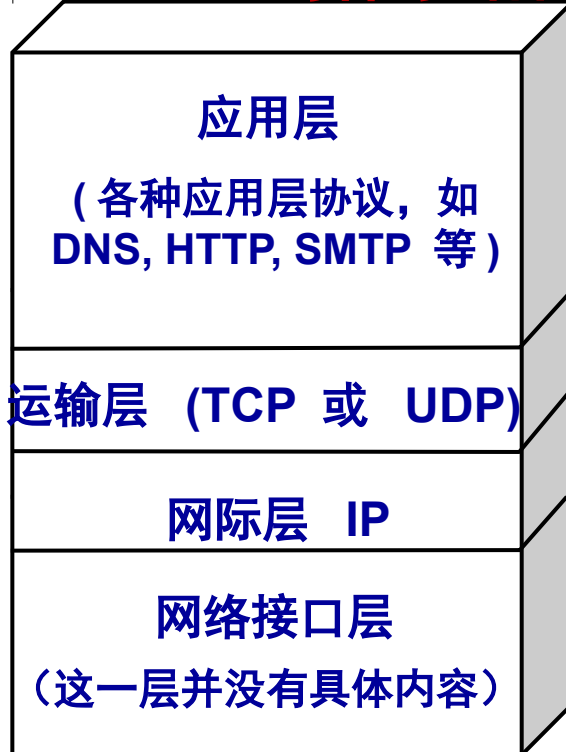 应用层
(各种应用层协议，如
DNS, HTTP, SMTP 等)
运输层 (TCP 或 UDP)
网际层 IP
网络接口层
（这一层并没有具体内容）